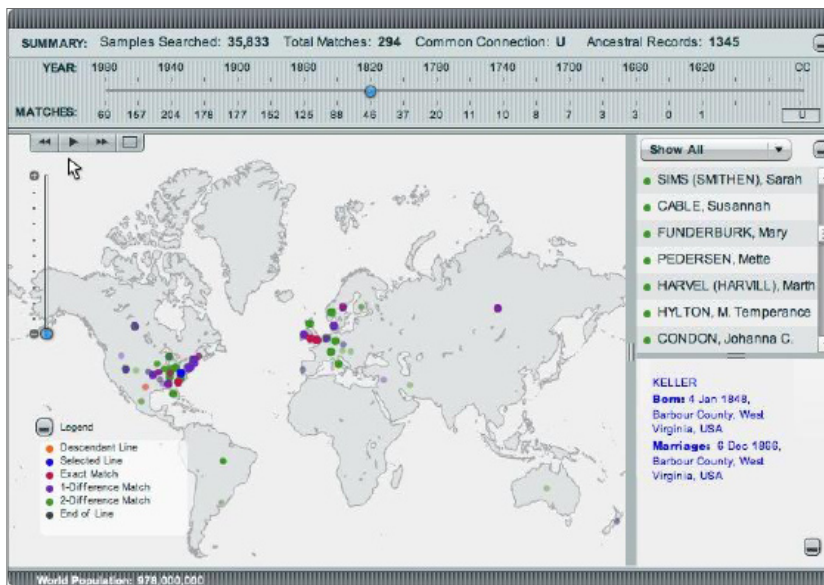 SUMMARY: Samples Searched: 35,833 Total Matches: 294 Common Connection: U Ancestral Records: 1345
YEAR: 1980 1940 1900 1860 1820 1780 1740 1700 1660 1620 CC
MATCHES: 60 157 204 178 177 152 125 88 46 37 20 11 10 8 7 3 3 0 1 U
Show All
SIMS (SMITHEN), Sarah
CABLE, Susannah
FUNDERBURK, Mary
PEDERSEN, Mette
HARVEL (HARVILL), Marth
HYLTON, M. Temperance
CONDON, Johanna C.
KELLER
Born: 4 Jan 1848,
Barbour County, West
Virginia, USA
Marriage: 6 Dec 1866,
Barbour County, West
Virginia, USA
Legend
Descendent Line
Selected Line
Exact Match
1-Difference Match
2-Difference Match
End of Line
World Population: 978,000,000